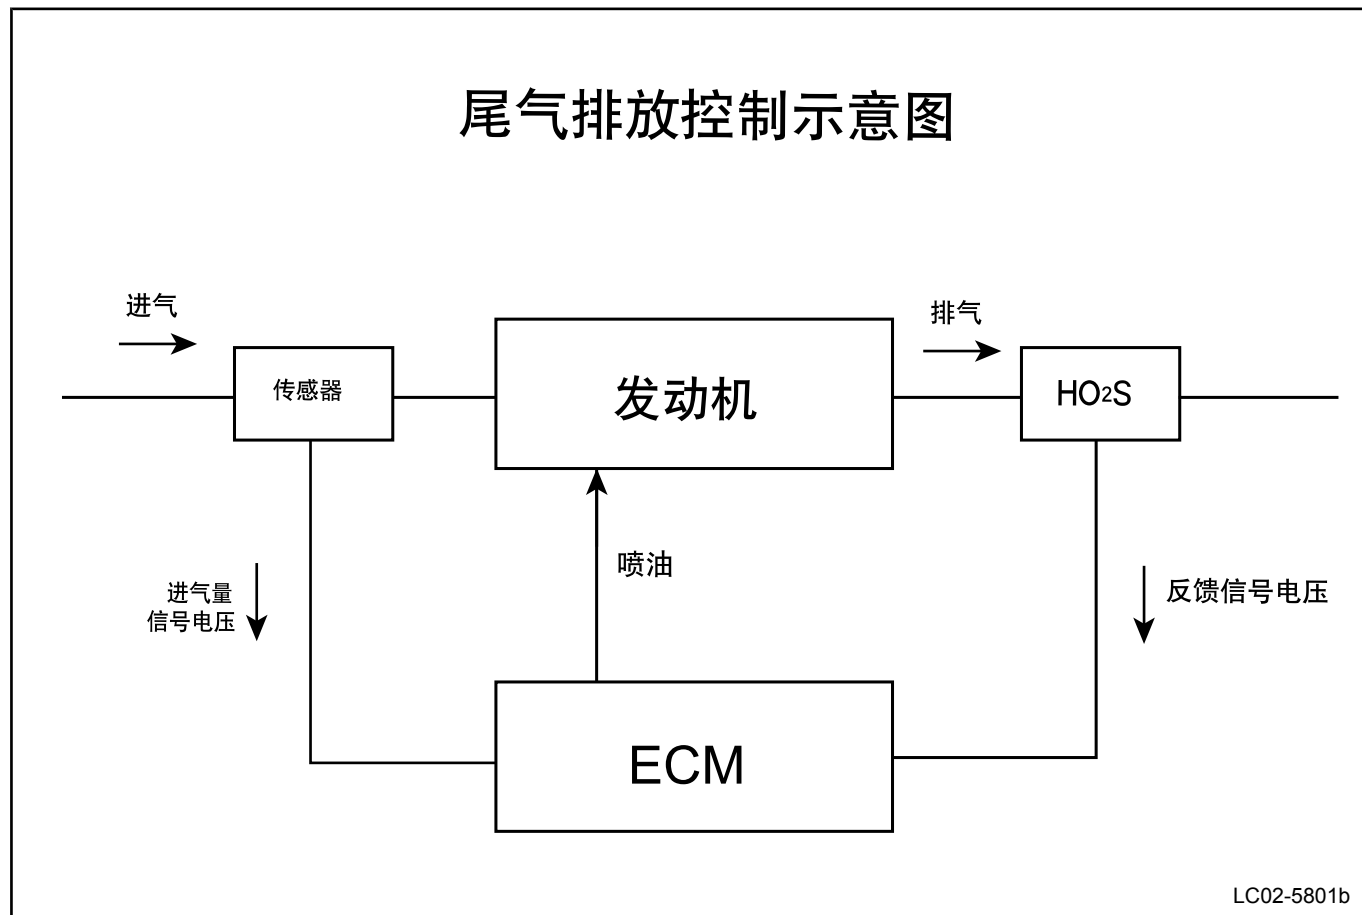 尾气排放控制示意图
进气
排气
传感器
发动机
HO2S
喷油
进气量
信号电压
反馈信号电压
ECM
LC02-5801b